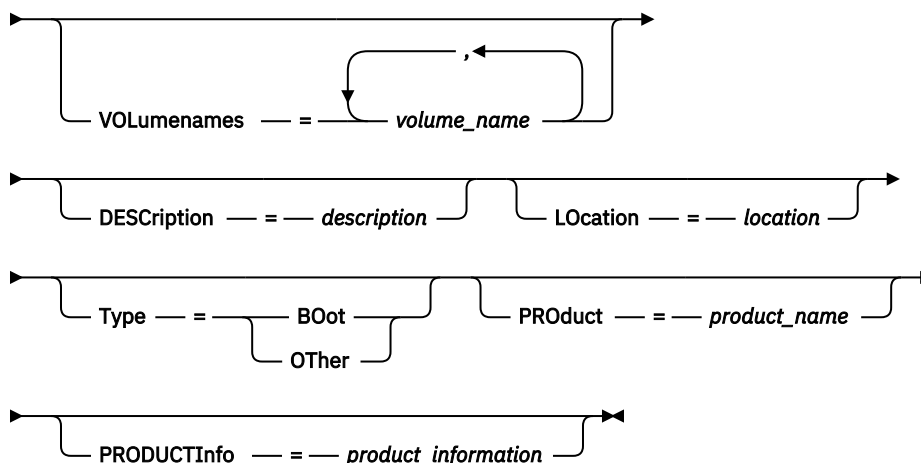 ,
VOLumenames = volume_name
DESCription = description LOcation = location
Type = BOot PROduct = product_name
OTher
PRODUCTInfo = product_information